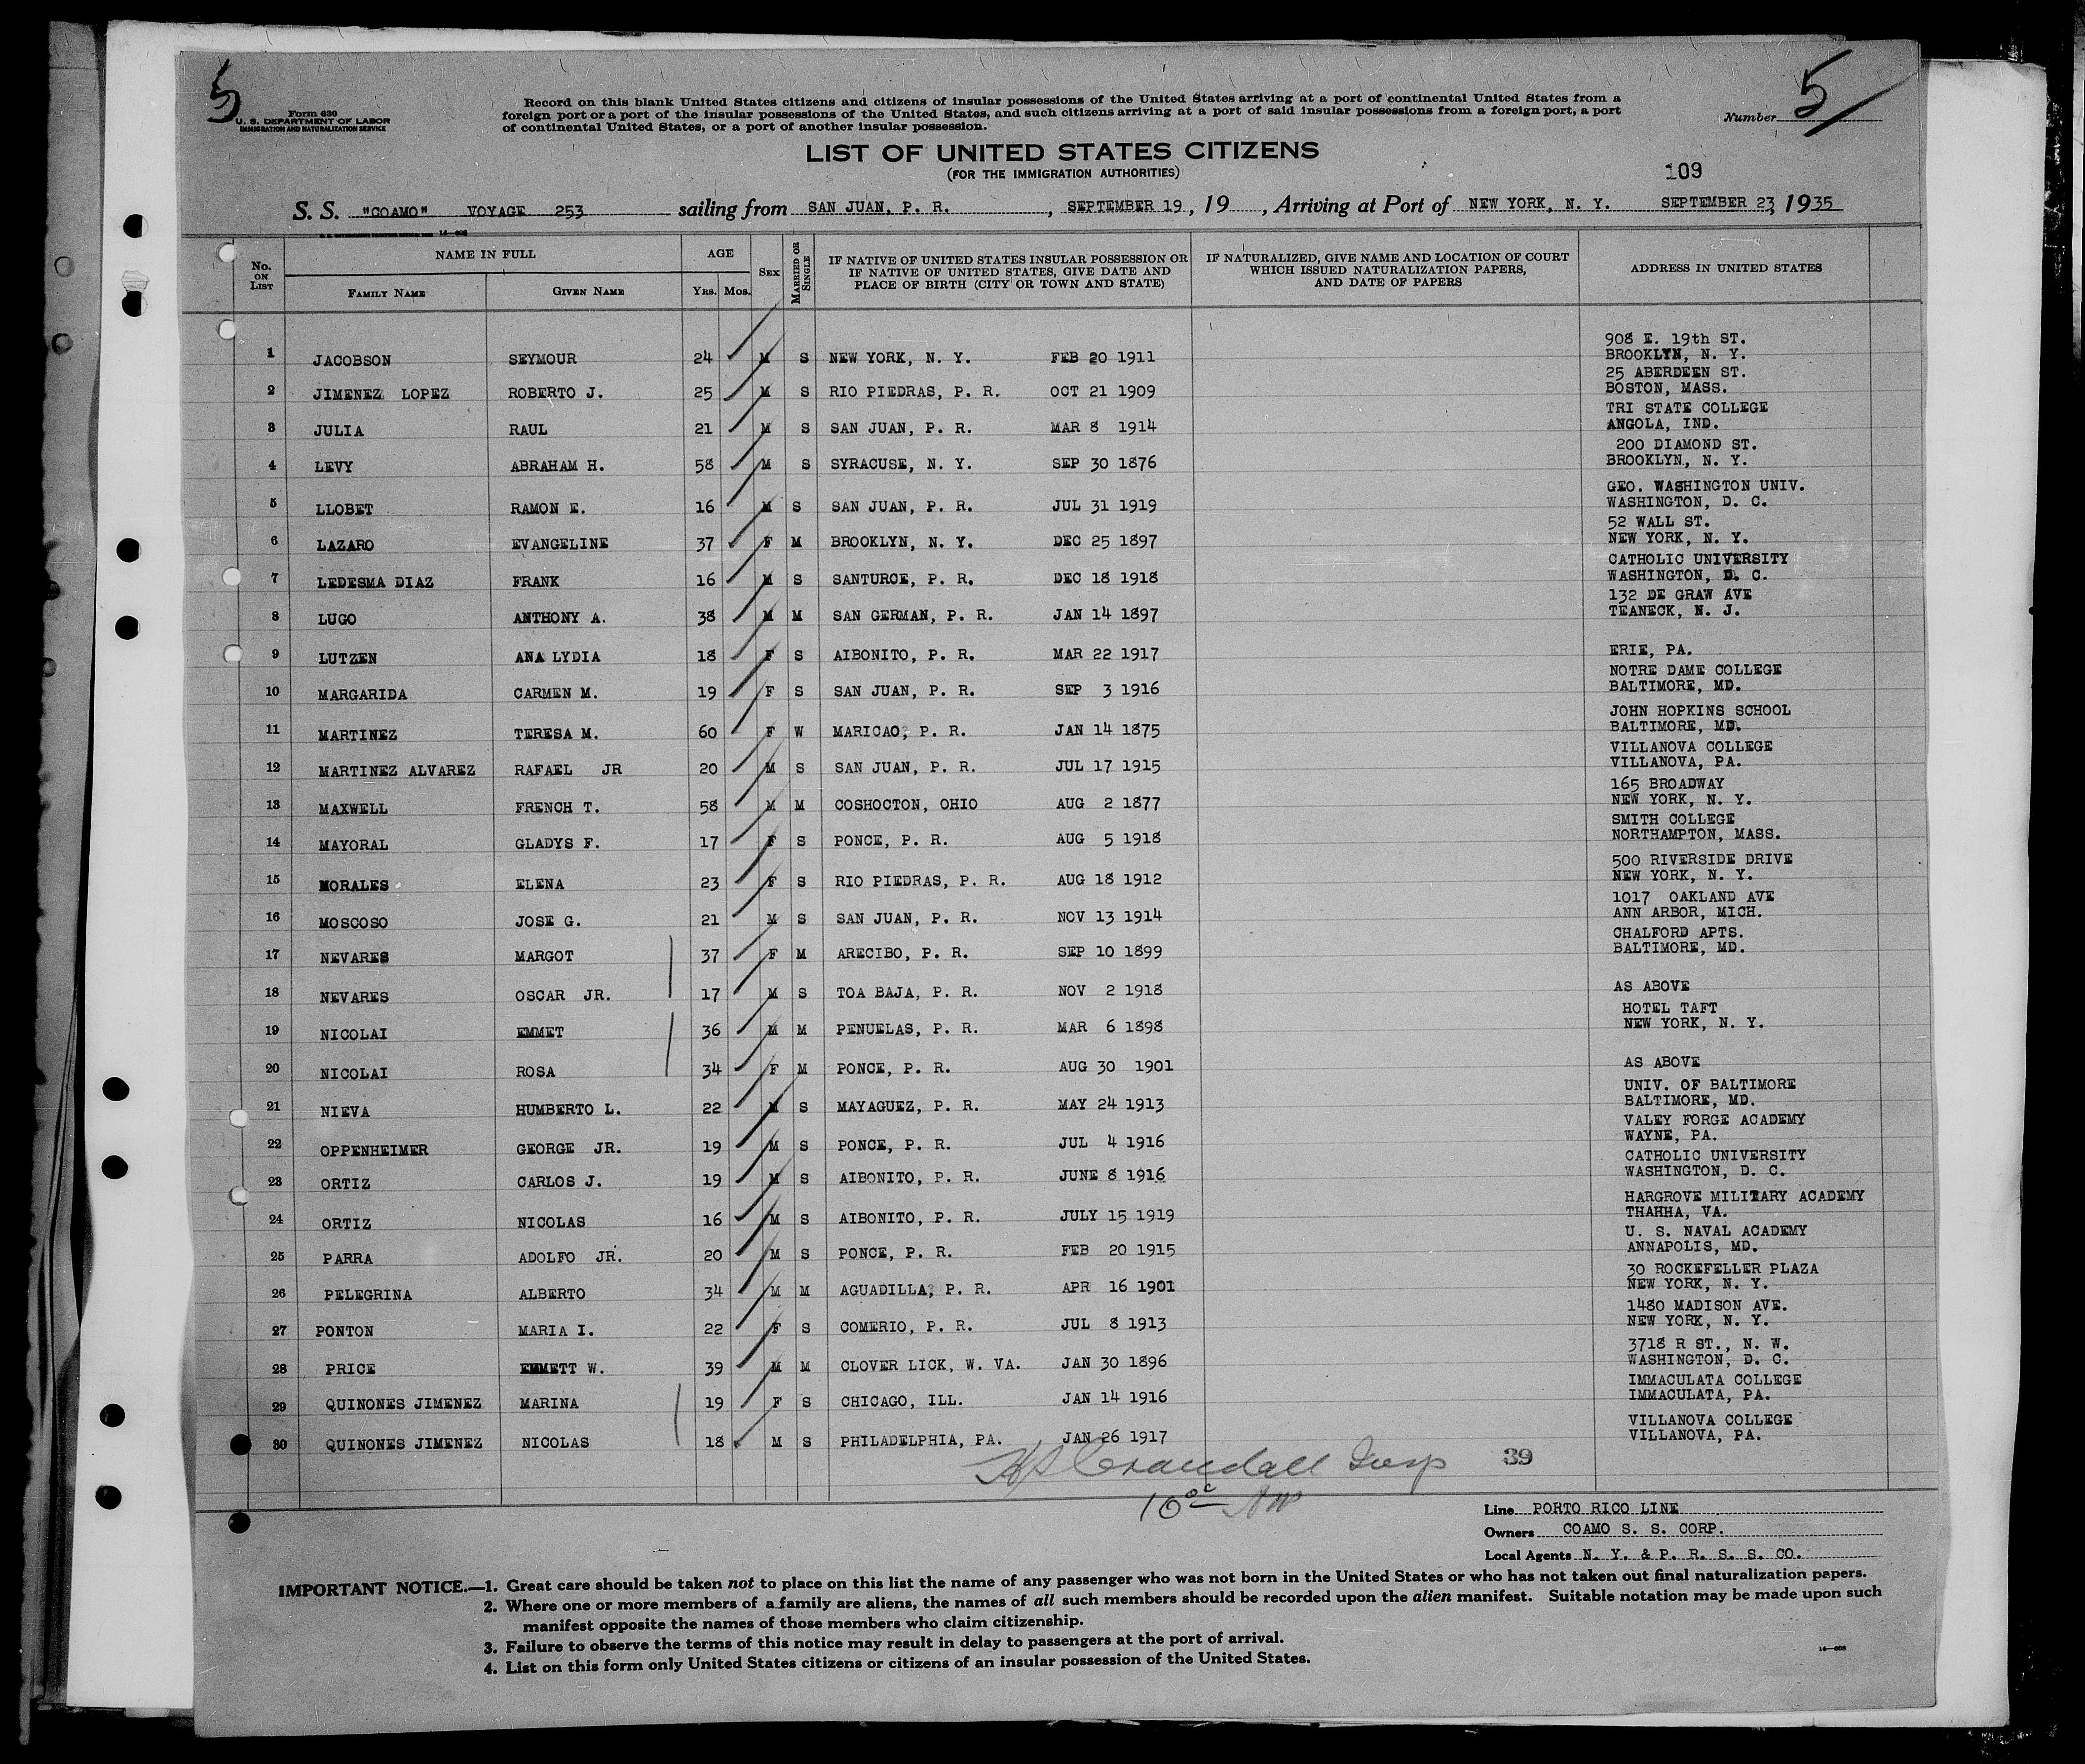 5
5
Form 630
U. S. DEPARTMENT OF LABOR
IMMIGRATION AND NATURALIZATION SERVICE
Record on this blank United States citizens and citizens of insular possessions of the United States arriving at a port of continental United States from a
foreign port or a port of the insular possessions of the United States, and such citizens arriving at a port of said insular possessions from a foreign port, a port
of continental United States, or a port of another insular possession.
Number
LIST OF UNITED STATES CITIZENS
(FOR THE IMMIGRATION AUTHORITIES)
109
S. S. "COAMO" VOYAGE 253 sailing from SAN JUAN, P. R., SEPTEMBER 19, 19 , Arriving at Port of NEW YORK, N. Y. SEPTEMBER 23, 1935
No. ON LIST
NAME IN FULL
FAMILY NAME GIVEN NAME
AGE
YRS. MOS.
SEX
MARRIED OR SINGLE
IF NATIVE OF UNITED STATES INSULAR POSSESSION OR
IF NATIVE OF UNITED STATES, GIVE DATE AND
PLACE OF BIRTH (CITY OR TOWN AND STATE)
IF NATURALIZED, GIVE NAME AND LOCATION OF COURT
WHICH ISSUED NATURALIZATION PAPERS,
AND DATE OF PAPERS
ADDRESS IN UNITED STATES
908 E. 19th ST.
1 JACOBSON SEYMOUR 24 M S NEW YORK, N. Y. FEB 20 1911 BROOKLYN, N. Y.
25 ABERDEEN ST.
2 JIMENEZ LOPEZ ROBERTO J. 25 M S RIO PIEDRAS, P. R. OCT 21 1909 BOSTON, MASS.
TRI STATE COLLEGE
3 JULIA RAUL 21 M S SAN JUAN, P. R. MAR 8 1914 ANGOLA, IND.
200 DIAMOND ST.
4 LEVY ABRAHAM H. 58 M S SYRACUSE, N. Y. SEP 30 1876 BROOKLYN, N. Y.
GEO. WASHINGTON UNIV.
5 LLOBET RAMON E. 16 M S SAN JUAN, P. R. JUL 31 1919 WASHINGTON, D. C.
52 WALL ST.
6 LAZARO EVANGELINE 37 F M BROOKLYN, N. Y. DEC 25 1897 NEW YORK, N. Y.
CATHOLIC UNIVERSITY
7 LEDESMA DIAZ FRANK 16 M S SANTURCE, P. R. DEC 18 1918 WASHINGTON, D. C.
132 DE GRAW AVE
8 LUGO ANTHONY A. 38 M M SAN GERMAN, P. R. JAN 14 1897 TEANECK, N. J.
9 LUTZEN ANA LYDIA 18 F S AIBONITO, P. R. MAR 22 1917 ERIE, PA.
NOTRE DAME COLLEGE
10 MARGARIDA CARMEN M. 19 F S SAN JUAN, P. R. SEP 3 1916 BALTIMORE, MD.
JOHN HOPKINS SCHOOL
11 MARTINEZ TERESA M. 60 F W MARICAO, P. R. JAN 14 1875 BALTIMORE, MD.
VILLANOVA COLLEGE
12 MARTINEZ ALVAREZ RAFAEL JR 20 M S SAN JUAN, P. R. JUL 17 1915 VILLANOVA, PA.
165 BROADWAY
13 MAXWELL FRENCH T. 58 M M COSHOCTON, OHIO AUG 2 1877 NEW YORK, N. Y.
SMITH COLLEGE
14 MAYORAL GLADYS F. 17 F S PONCE, P. R. AUG 5 1918 NORTHAMPTON, MASS.
500 RIVERSIDE DRIVE
15 MORALES ELENA 23 F S RIO PIEDRAS, P. R. AUG 18 1912 NEW YORK, N. Y.
1017 OAKLAND AVE
16 MOSCOSO JOSE G. 21 M S SAN JUAN, P. R. NOV 13 1914 ANN ARBOR, MICH.
CHALFORD APTS.
17 NEVARES MARGOT 37 F M ARECIBO, P. R. SEP 10 1899 BALTIMORE, MD.
18 NEVARES OSCAR JR. 17 M S TOA BAJA, P. R. NOV 2 1918 AS ABOVE
HOTEL TAFT
19 NICOLAI EMMET 36 M M PENUELAS, P. R. MAR 6 1898 NEW YORK, N. Y.
20 NICOLAI ROSA 34 F M PONCE, P. R. AUG 30 1901 AS ABOVE
UNIV. OF BALTIMORE
21 NIEVA HUMBERTO L. 22 M S MAYAGUEZ, P. R. MAY 24 1913 BALTIMORE, MD.
VALEY FORGE ACADEMY
22 OPPENHEIMER GEORGE JR. 19 M S PONCE, P. R. JUL 4 1916 WAYNE, PA.
CATHOLIC UNIVERSITY
23 ORTIZ CARLOS J. 19 M S AIBONITO, P. R. JUNE 8 1916 WASHINGTON, D. C.
HARGROVE MILITARY ACADEMY
24 ORTIZ NICOLAS 16 M S AIBONITO, P. R. JULY 15 1919 THAHHA, VA.
U. S. NAVAL ACADEMY
25 PARRA ADOLFO JR. 20 M S PONCE, P. R. FEB 20 1915 ANNAPOLIS, MD.
30 ROCKEFELLER PLAZA
26 PELEGRINA ALBERTO 34 M M AGUADILLA, P. R. APR 16 1901 NEW YORK, N. Y.
1480 MADISON AVE.
27 PONTON MARIA I. 22 F S COMERIO, P. R. JUL 8 1913 NEW YORK, N. Y.
3718 R ST., N. W.
28 PRICE EMMETT W. 39 M M CLOVER LICK, W. VA. JAN 30 1896 WASHINGTON, D. C.
IMMACULATA COLLEGE
29 QUINONES JIMENEZ MARINA 19 F S CHICAGO, ILL. JAN 14 1916 IMMACULATA, PA.
VILLANOVA COLLEGE
30 QUINONES JIMENEZ NICOLAS 18 M S PHILADELPHIA, PA. JAN 26 1917 VILLANOVA, PA.
Crandall Insp 39
Line PORTO RICO LINE
Owners COAMO S. S. CORP.
Local Agents N. Y. & P. R. S. S. CO.
IMPORTANT NOTICE.—1. Great care should be taken not to place on this list the name of any passenger who was not born in the United States or who has not taken out final naturalization papers.
2. Where one or more members of a family are aliens, the names of all such members should be recorded upon the alien manifest. Suitable notation may be made upon such
manifest opposite the names of those members who claim citizenship.
3. Failure to observe the terms of this notice may result in delay to passengers at the port of arrival.
4. List on this form only United States citizens or citizens of an insular possession of the United States.